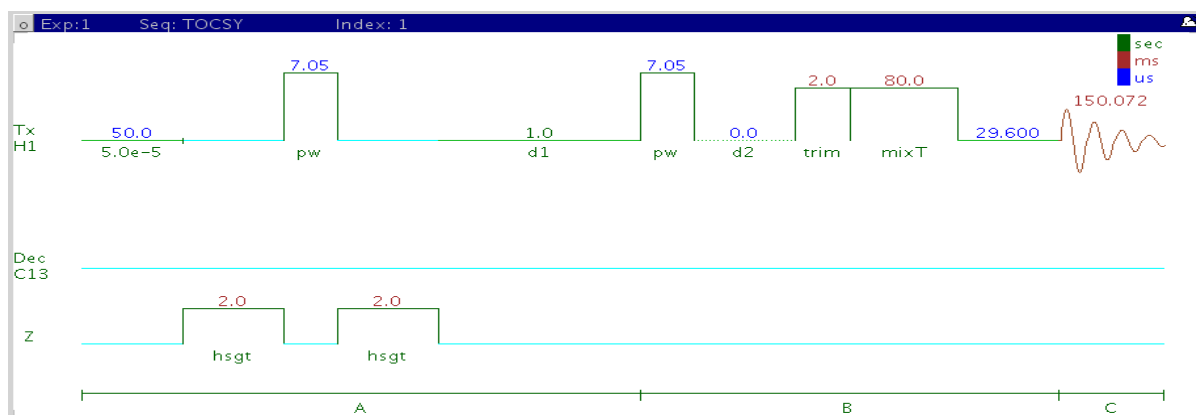 o Exp:1 Seq: TOCSY Index: 1
sec
ms
us
7.05 7.05 2.0 80.0 150.072
Tx
H1
50.0 1.0 0.0 29.600
5.0e-5 pw d1 pw d2 trim mixT
Dec
C13
2.0 2.0
Z
hsgt hsgt
A B C